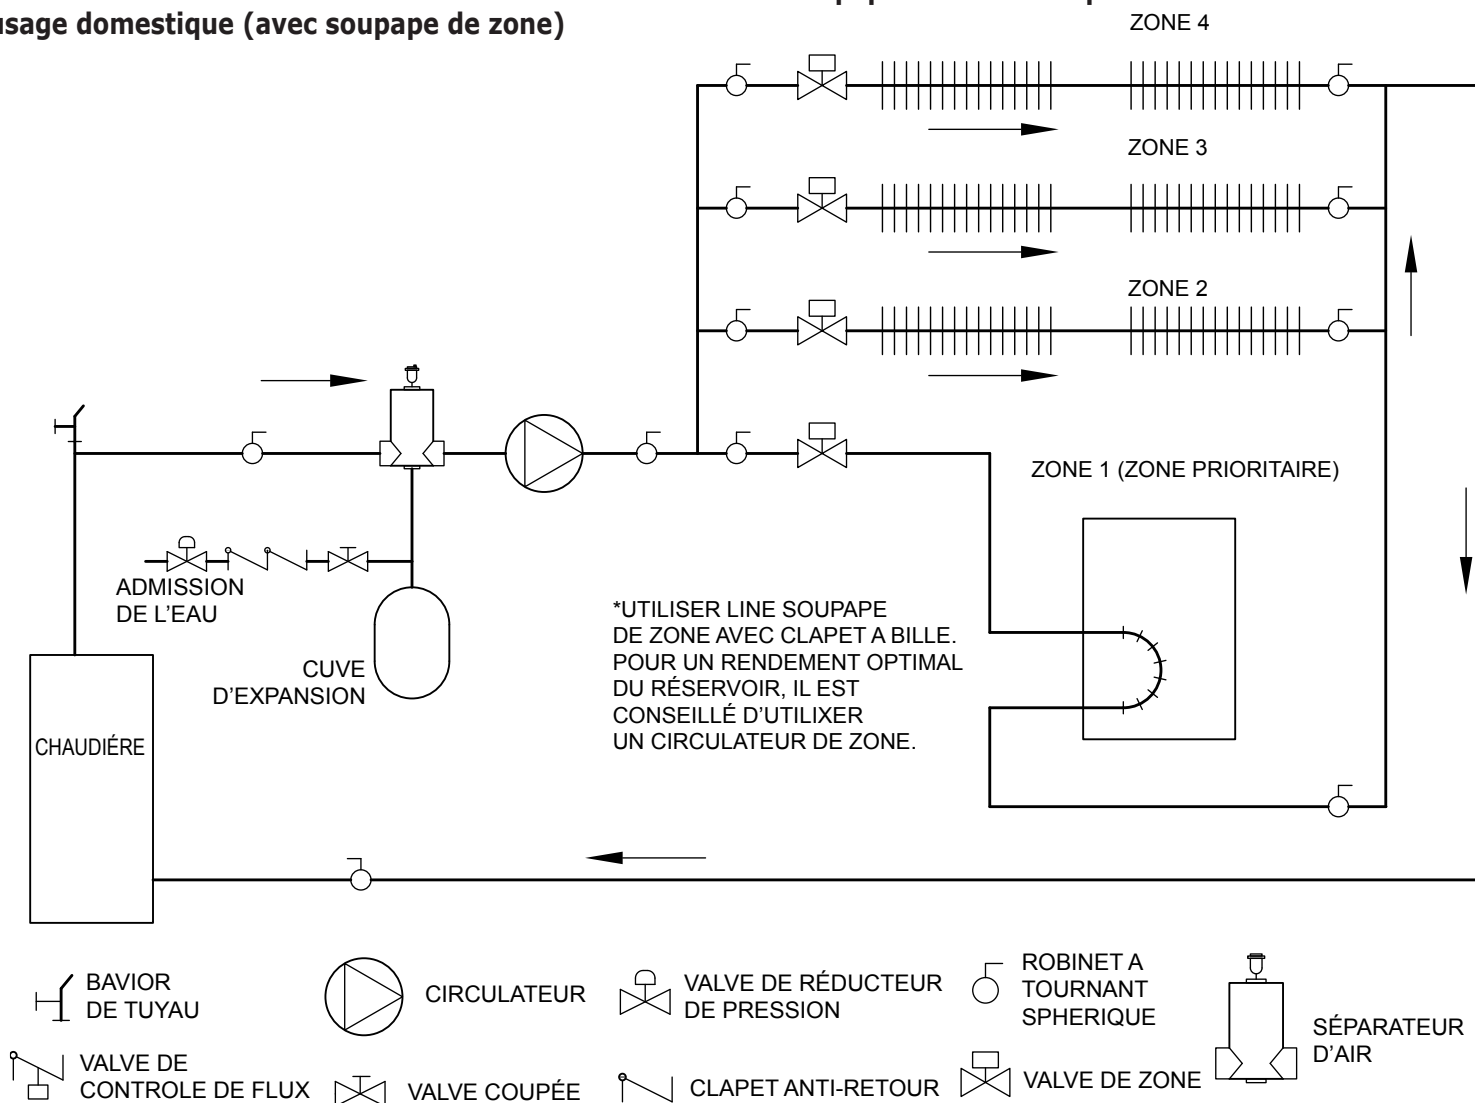 usage domestique (avec soupape de zone)
ZONE 4
ZONE 3
ZONE 2
ZONE 1 (ZONE PRIORITAIRE)
ADMISSION
DE L'EAU
CUVE
D'EXPANSION
*UTILISER LINE SOUPAPE
DE ZONE AVEC CLAPET A BILLE.
POUR UN RENDEMENT OPTIMAL
DU RÉSERVOIR, IL EST
CONSEILLÉ D'UTILIXER
UN CIRCULATEUR DE ZONE.
CHAUDIÉRE
BAVIOR
DE TUYAU
CIRCULATEUR
VALVE DE RÉDUCTEUR
DE PRESSION
ROBINET A
TOURNANT
SPHERIQUE
SÉPARATEUR
D'AIR
VALVE DE
CONTROLE DE FLUX
VALVE COUPÉE
CLAPET ANTI-RETOUR
VALVE DE ZONE